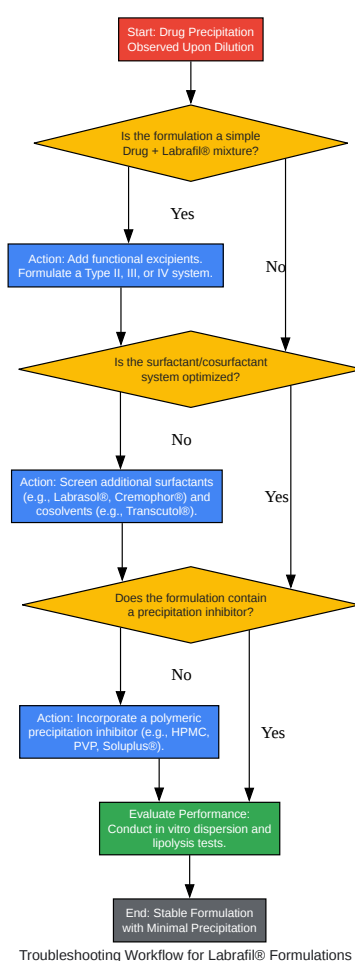 Start: Drug Precipitation
Observed Upon Dilution
Is the formulation a simple
Drug + Labrafil® mixture?
Yes
Action: Add functional excipients.
Formulate a Type II, III, or IV system.
No
Is the surfactant/cosurfactant
system optimized?
No
Action: Screen additional surfactants
(e.g., Labrasol®, Cremophor®) and
cosolvents (e.g., Transcutol®).
Yes
Does the formulation contain
a precipitation inhibitor?
No
Action: Incorporate a polymeric
precipitation inhibitor (e.g., HPMC,
PVP, Soluplus®).
Yes
Evaluate Performance:
Conduct in vitro dispersion and
lipolysis tests.
End: Stable Formulation
with Minimal Precipitation
Troubleshooting Workflow for Labrafil® Formulations